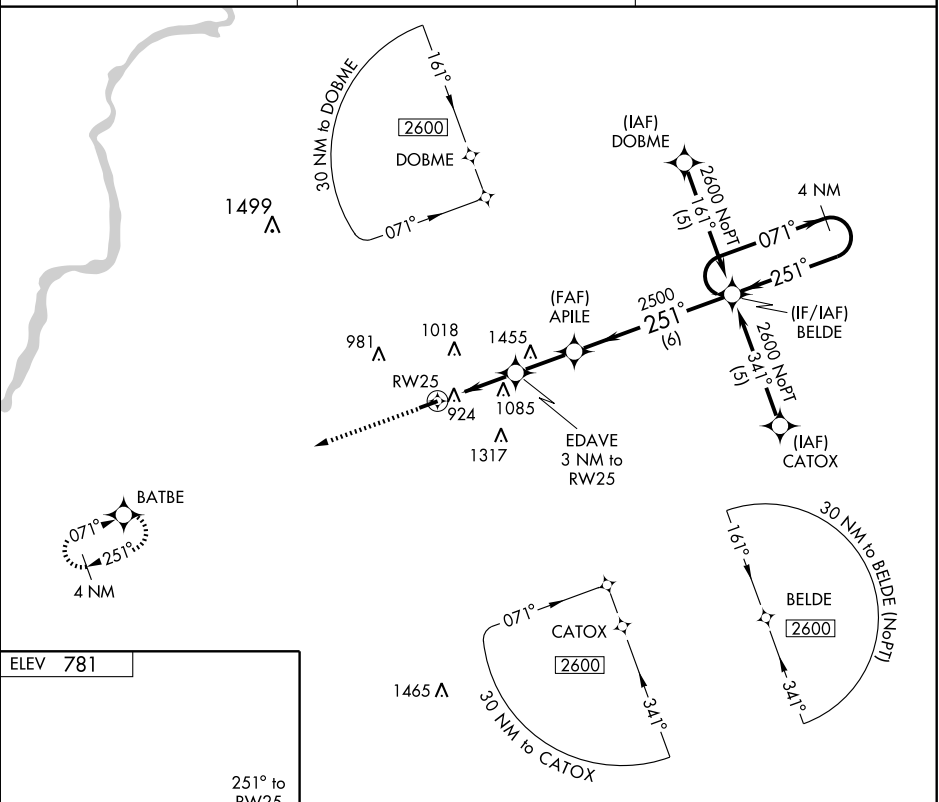 30 NM to DOBME
161°
2600
DOBME
071°
1499
(IAF)
DOBME
2600 NoPT
161°
(5)
4 NM
071°
251°
(IF/IAF)
BELDE
2500
251°
(6)
(FAF)
APILE
1455
1018
981
RW25
924
1085
1317
EDAVE
3 NM to
RW25
2600 NoPT
341°
(5)
(IAF)
CATOX
BATBE
071°
251°
4 NM
30 NM to BELDE (NoPT)
161°
BELDE
2600
341°
071°
CATOX
2600
341°
30 NM to CATOX
1465
ELEV 781
251° to
RW25